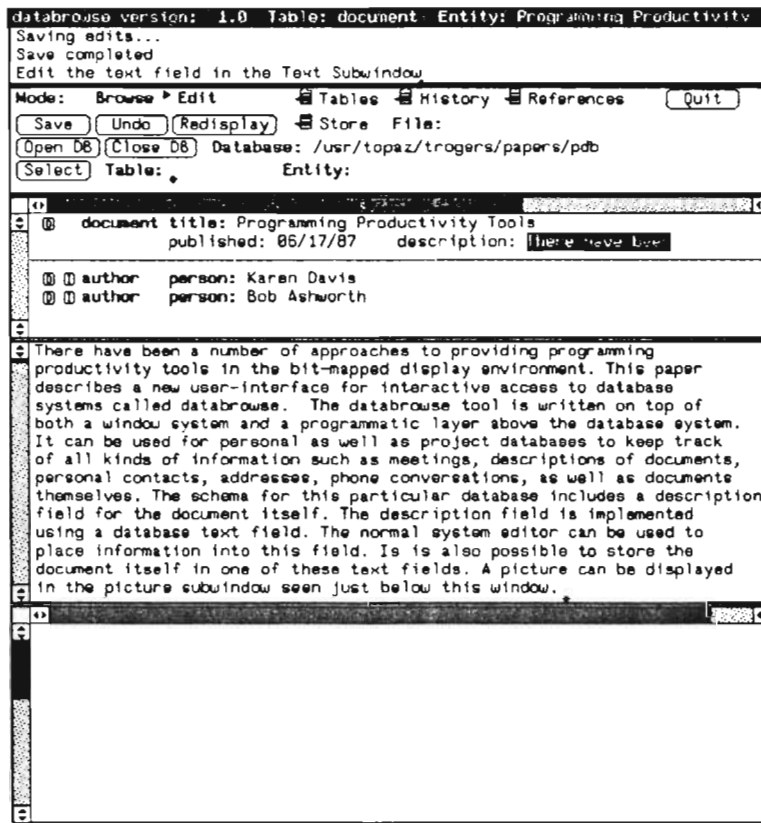 databrowse version: 1.0 Table: document Entity: Programming Productivity
Saving edits...
Save completed
Edit the text field in the Text Subwindow
Mode: Browse Edit Tables History References Quit
Save Undo Redisplay Store File:
Open DB Close DB Database: /usr/topaz/trogers/papers/pdb
Select Table: Entity:
D document title: Programming Productivity Tools
published: 06/17/87 description: There have been
D I author person: Karen Davis
D I author person: Bob Ashworth
There have been a number of approaches to providing programming
productivity tools in the bit-mapped display environment. This paper
describes a new user-interface for interactive access to database
systems called databrowse. The databrowse tool is written on top of
both a window system and a programmatic layer above the database system.
It can be used for personal as well as project databases to keep track
of all kinds of information such as meetings, descriptions of documents,
personal contacts, addresses, phone conversations, as well as documents
themselves. The schema for this particular database includes a description
field for the document itself. The description field is implemented
using a database text field. The normal system editor can be used to
place information into this field. Is is also possible to store the
document itself in one of these text fields. A picture can be displayed
in the picture subwindow seen just below this window.